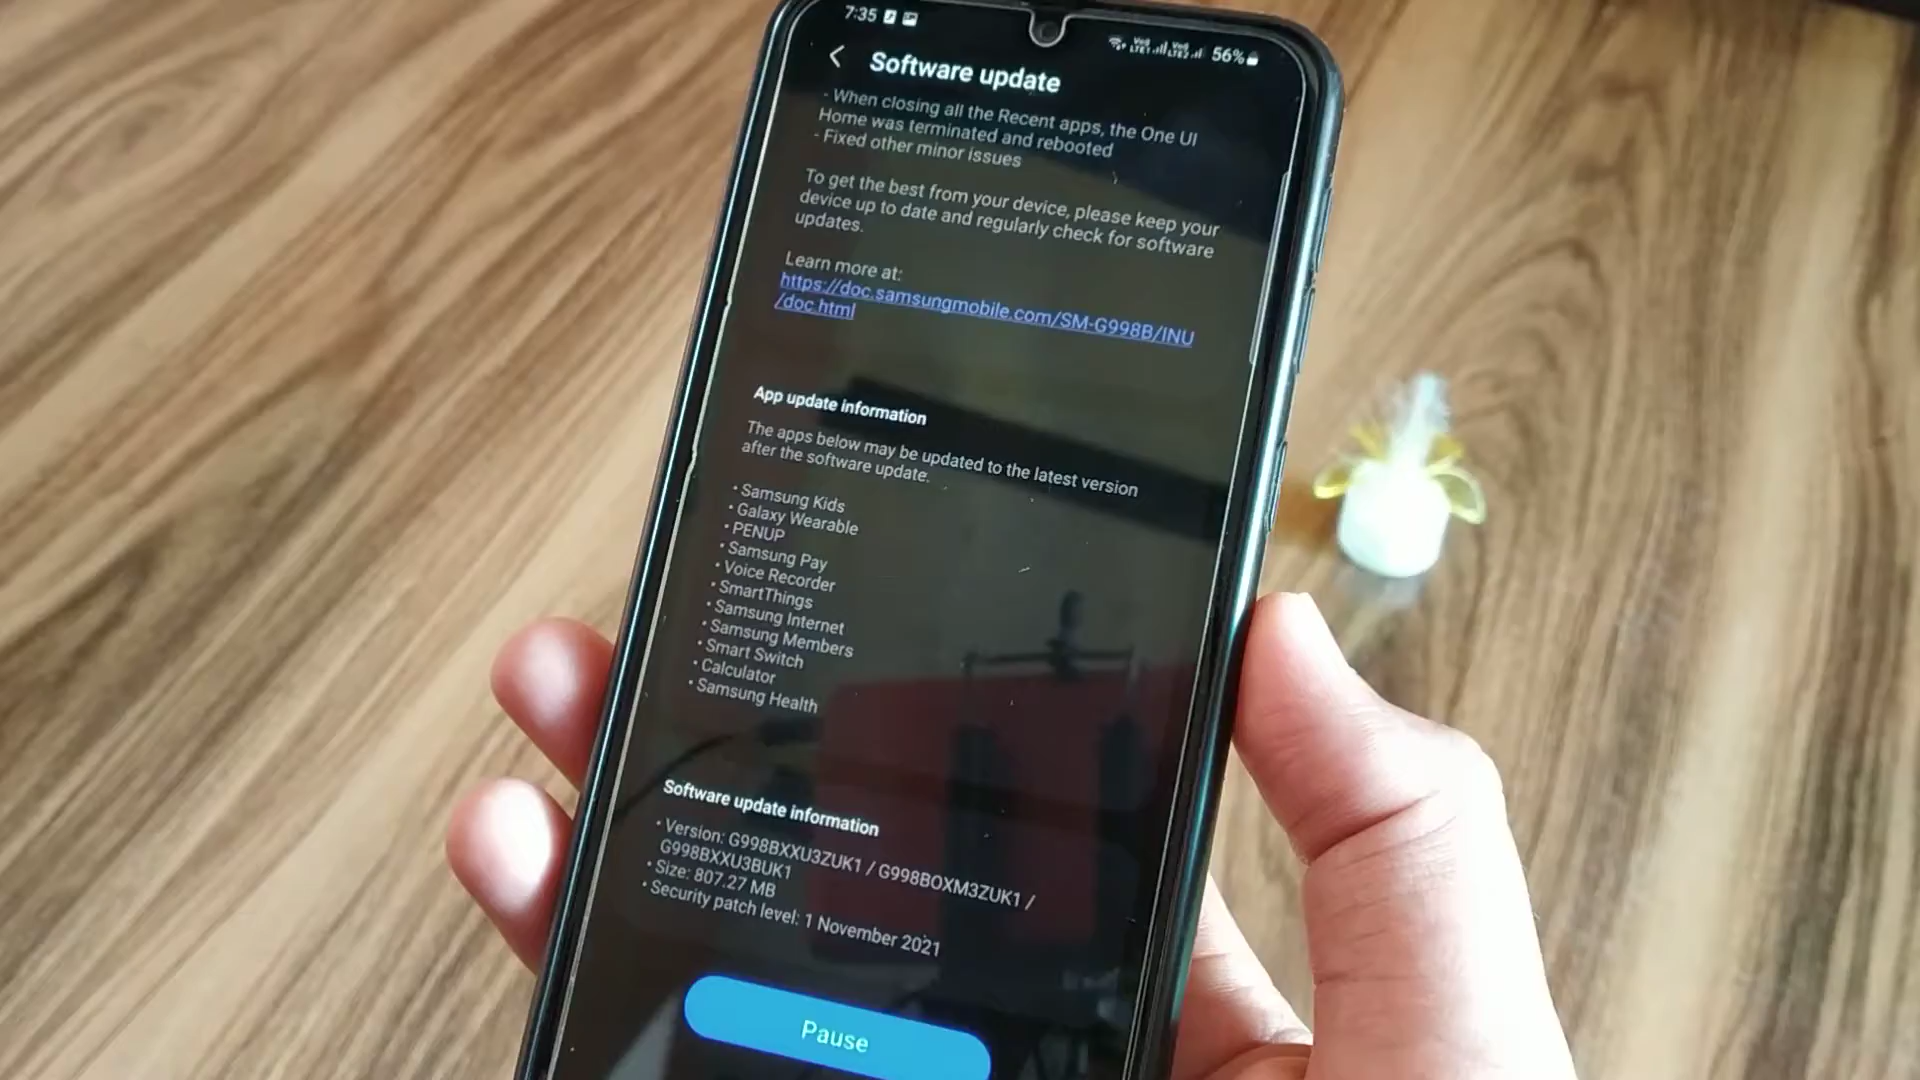 7:35
56%
Software update
- When closing all the Recent apps, the One UI
Home was terminated and rebooted
- Fixed other minor issues
To get the best from your device, please keep your
device up to date and regularly check for software
updates.
Learn more at:
https://doc.samsungmobile.com/SM-G998B/INU
/doc.html
App update information
The apps below may be updated to the latest version
after the software update.
• Samsung Kids
• Galaxy Wearable
• PENUP
• Samsung Pay
• Voice Recorder
• SmartThings
• Samsung Internet
• Samsung Members
• Smart Switch
• Calculator
• Samsung Health
Software update information
• Version: G998BXXU3ZUK1 / G998BOXM3ZUK1 /
G998BXXU3BUK1
• Size: 807.27 MB
• Security patch level: 1 November 2021
Pause